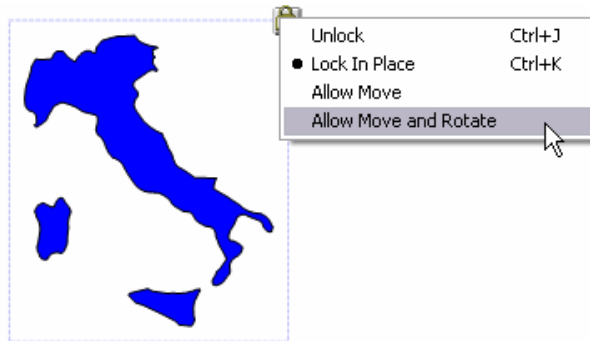 Unlock Ctrl+J
Lock In Place Ctrl+K
Allow Move
Allow Move and Rotate